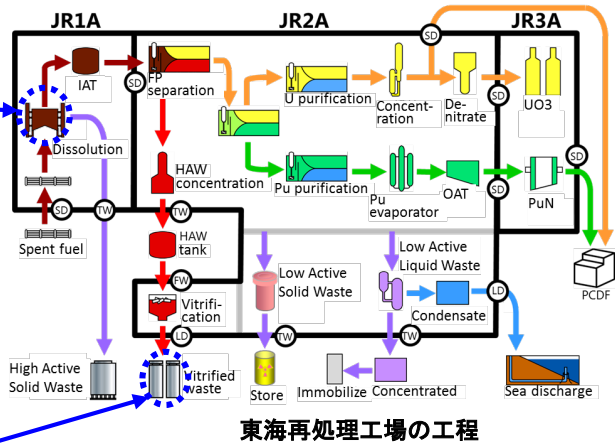 JR1A
JR2A
JR3A
SD
IAT
SD
FP
separation
U purification
Concent-
ration
De-
nitrate
SD
UO3
Dissolution
HAW
concentration
Pu purification
Pu
evaporator
OAT
SD
PuN
SD
SD
TW
TW
Spent fuel
HAW
tank
Low Active
Liquid Waste
Low Active
Solid Waste
PCDF
FW
LD
Vitrifi-
cation
Condensate
LD
TW
TW
High Active
Solid Waste
Vitrified
waste
Store
Immobilize
Concentrated
Sea discharge
東海再処理工場の工程